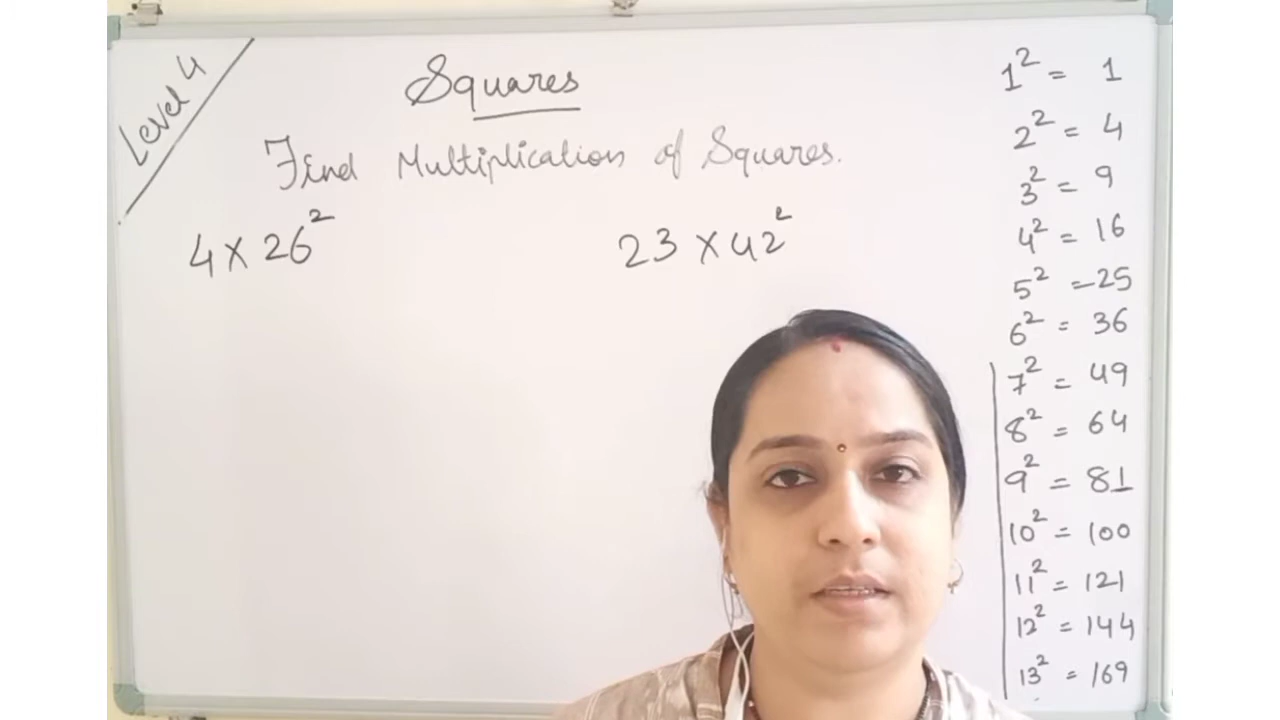 Level 4
Squares
Find Multiplication of Squares.
4 × 26²
23 × 42²
1² = 1
2² = 4
3² = 9
4² = 16
5² = 25
6² = 36
7² = 49
8² = 64
9² = 81
10² = 100
11² = 121
12² = 144
13² = 169